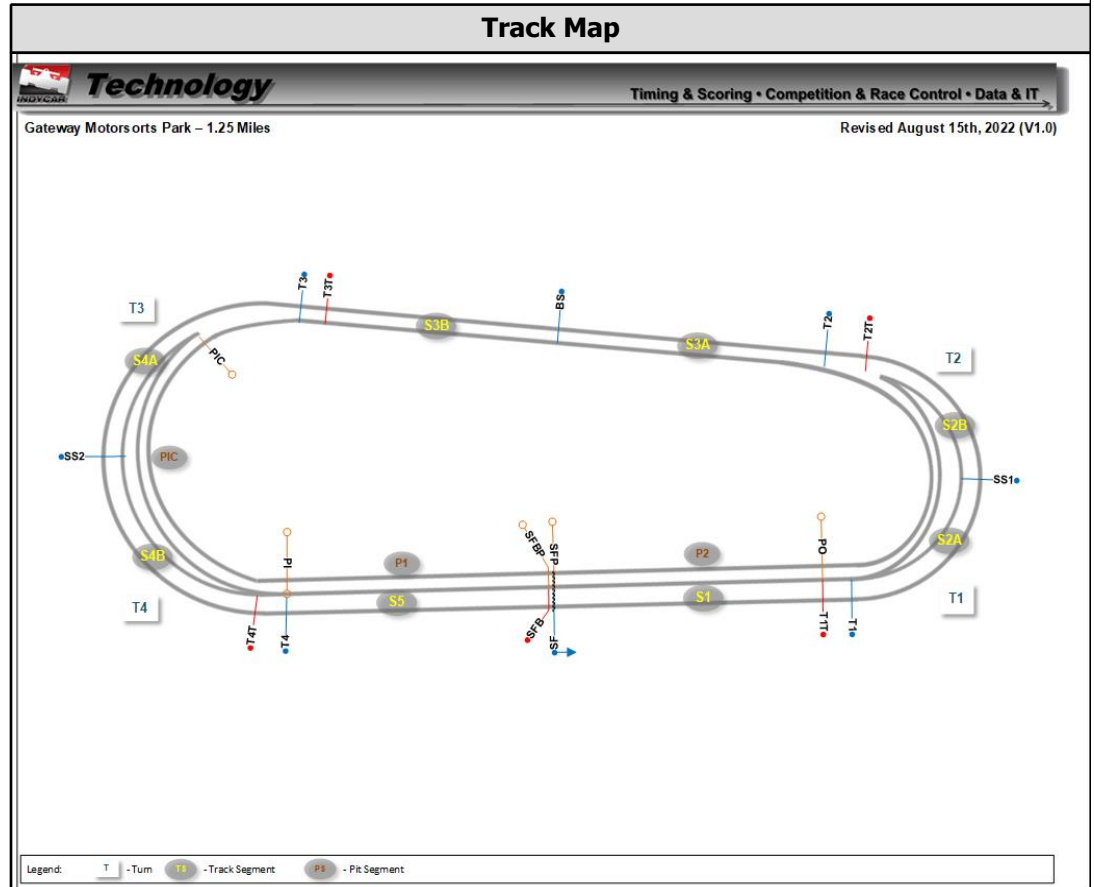 Track Map
INDYCAR Technology
Timing & Scoring • Competition & Race Control • Data & IT
Gateway Motorsorts Park – 1.25 Miles
Revised August 15th, 2022 (V1.0)
T3
T3T
BS
T2
T2T
T3
S3B
S3A
T2
S4A
PIC
S2B
SS2
PIC
SS1
S4B
PI
SFBP
SFP
PO
S2A
P1
P2
T4
S5
S1
T1
T4T
T4
SFB
SF
T1T
T1
Legend: T - Turn T5 - Track Segment P5 - Pit Segment